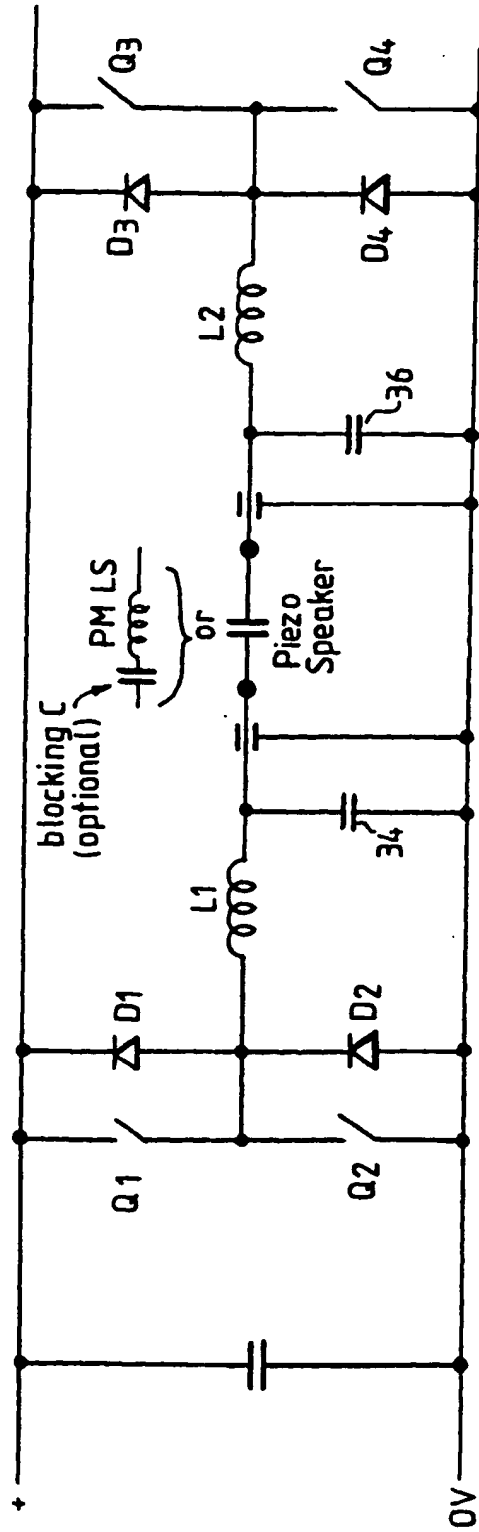 +
0V
Q1
Q2
D1
D2
L1
34
blocking C
(optional)
PM LS
or
Piezo
Speaker
36
L2
D3
D4
Q3
Q4